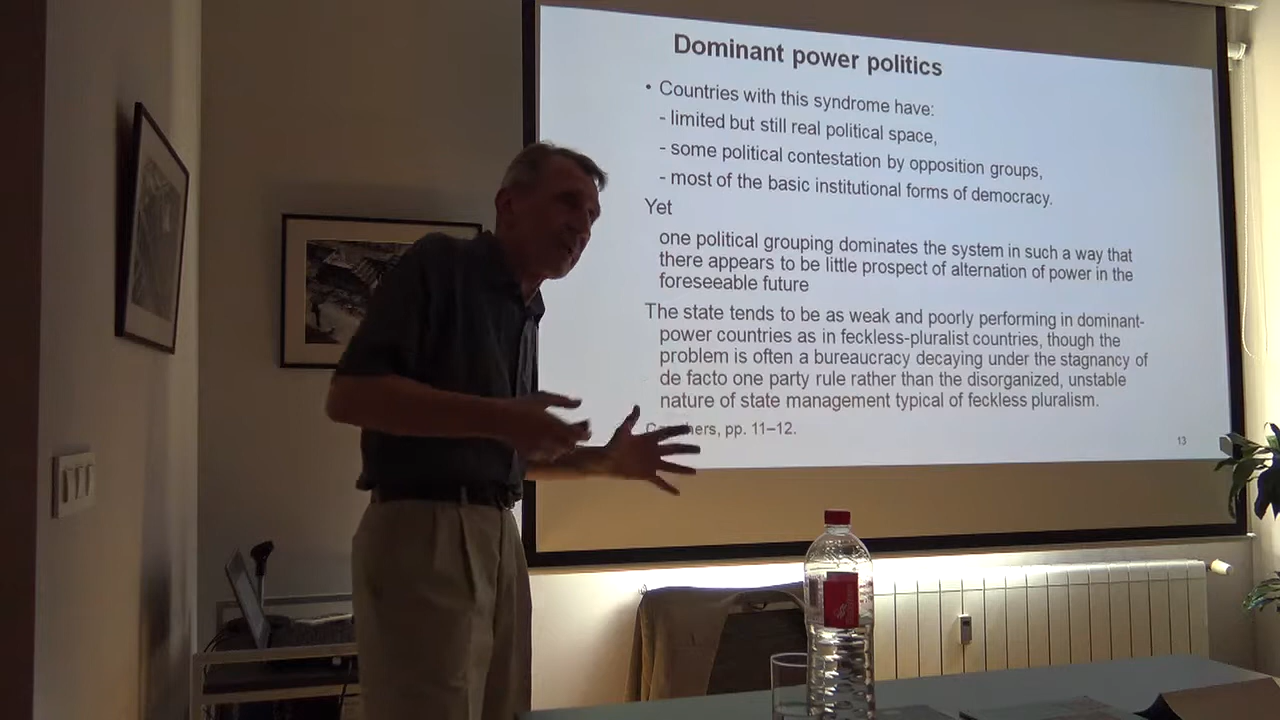 Dominant power politics
• Countries with this syndrome have:
- limited but still real political space,
- some political contestation by opposition groups,
- most of the basic institutional forms of democracy.
Yet
one political grouping dominates the system in such a way that
there appears to be little prospect of alternation of power in the
foreseeable future
The state tends to be as weak and poorly performing in dominant-
power countries as in feckless-pluralist countries, though the
problem is often a bureaucracy decaying under the stagnancy of
de facto one party rule rather than the disorganized, unstable
nature of state management typical of feckless pluralism.
pp. 11–12.
13